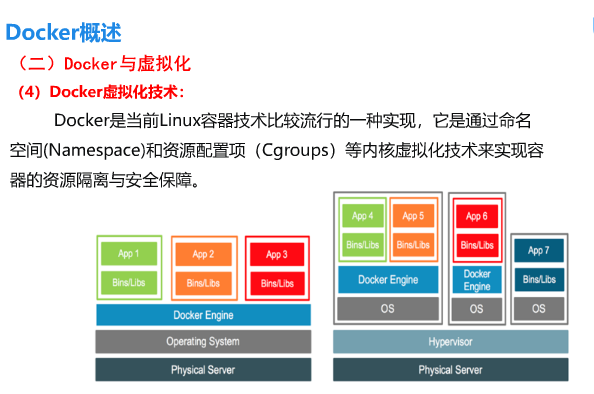 Docker概述
（二）Docker与虚拟化
（4）Docker虚拟化技术：
Docker是当前Linux容器技术比较流行的一种实现，它是通过命名
空间(Namespace)和资源配置项（Cgroups）等内核虚拟化技术来实现容
器的资源隔离与安全保障。
App 1 App 2 App 3
Bins/Libs Bins/Libs Bins/Libs
Docker Engine
Operating System
Physical Server
App 4 App 5 App 6
Bins/Libs Bins/Libs Bins/Libs
App 7
Docker Engine Docker Engine Bins/Libs
OS OS OS
Hypervisor
Physical Server